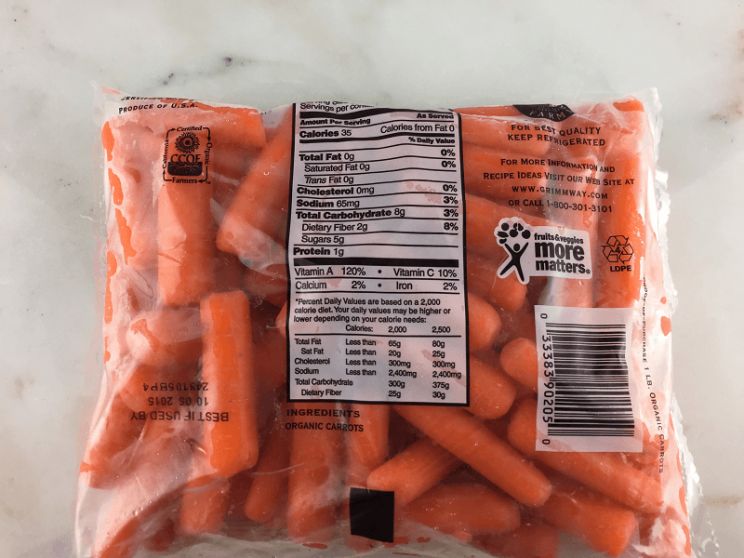 PRODUCE OF U.S.A.
Certified
Organic
CCOF
Farmers
Servings per
As Served
Amount Per Serving
Calories 35 Calories from Fat 0
% Daily Value
Total Fat 0g 0%
Saturated Fat 0g 0%
Trans Fat 0g
Cholesterol 0mg 0%
Sodium 65mg 3%
Total Carbohydrate 8g 3%
Dietary Fiber 2g 8%
Sugars 5g
Protein 1g
Vitamin A 120% • Vitamin C 10%
Calcium 2% • Iron 2%
*Percent Daily Values are based on a 2,000
calorie diet. Your daily values may be higher or
lower depending on your calorie needs:
Calories: 2,000 2,500
Total Fat Less than 65g 80g
Sat Fat Less than 20g 25g
Cholesterol Less than 300mg 300mg
Sodium Less than 2,400mg 2,400mg
Total Carbohydrate 300g 375g
Dietary Fiber 25g 30g
INGREDIENTS
ORGANIC CARROTS
FARMS
FOR BEST QUALITY
KEEP REFRIGERATED
FOR MORE INFORMATION AND
RECIPE IDEAS VISIT OUR WEB SITE AT
WWW.GRIMMWAY.COM
OR CALL 1-800-301-3101
fruits & veggies
more
matters.®
LDPE
0 33383 90205 0
PURCHASE 1 LB. ORGANIC CARROTS
BEST IF USED BY
10 05 2015